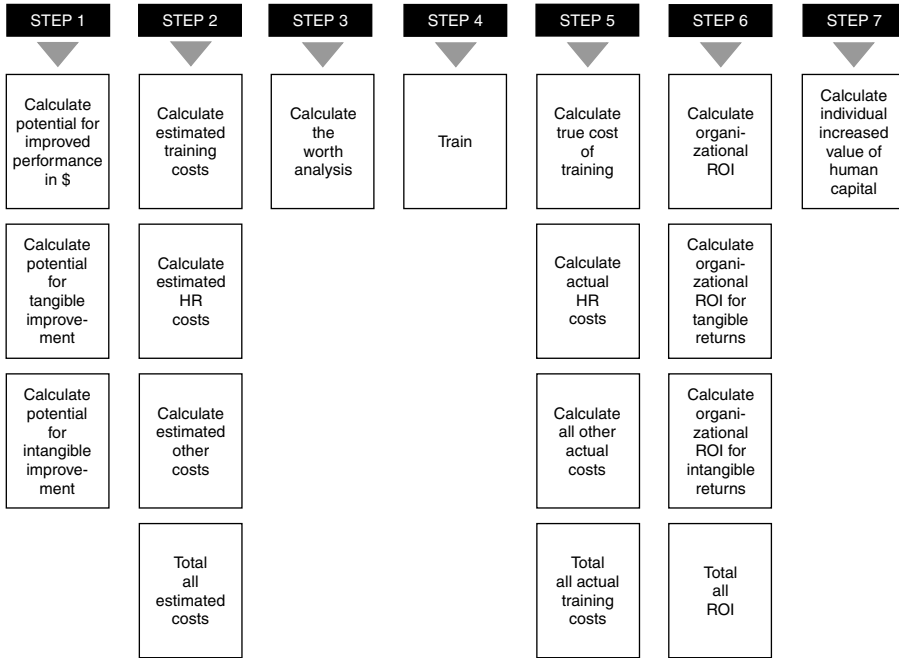 STEP 1
Calculate
potential for
improved
performance
in $
Calculate
potential
for
tangible
improve-
ment
Calculate
potential
for
intangible
improve-
ment
STEP 2
Calculate
estimated
training
costs
Calculate
estimated
HR
costs
Calculate
estimated
other
costs
Total
all
estimated
costs
STEP 3
Calculate
the
worth
analysis
STEP 4
Train
STEP 5
Calculate
true cost
of
training
Calculate
actual
HR
costs
Calculate
all other
actual
costs
Total
all actual
training
costs
STEP 6
Calculate
organi-
zational
ROI
Calculate
organi-
zational
ROI for
tangible
returns
Calculate
organi-
zational
ROI for
intangible
returns
Total
all
ROI
STEP 7
Calculate
individual
increased
value of
human
capital